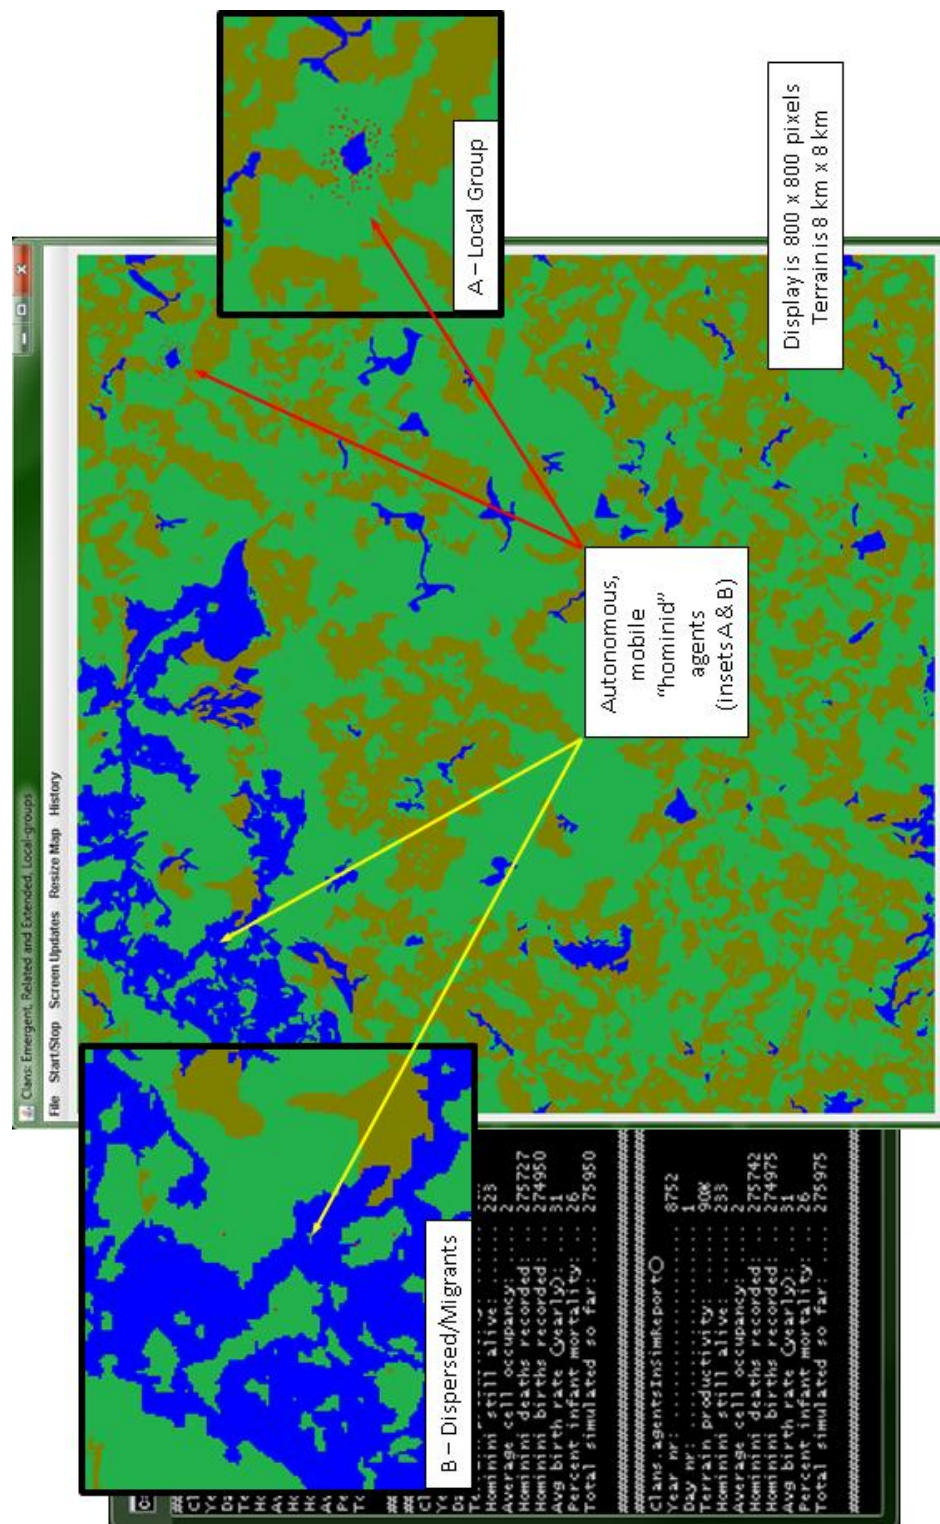 Clans: Emergent, Related and Extended, Local-groups
File Start/Stop Screen Updates Resize Map History
A – Local Group
B – Dispersed/Migrants
Autonomous,
mobile
“hominid”
agents
(insets A & B)
Display is 800 x 800 pixels
Terrain is 8 km x 8 km
Hominini still alive: 223
Average cell occupancy: 2
Hominini deaths recorded: 275727
Hominini births recorded: 274950
Avg birth rate (yearly): 31
Percent infant mortality: 26
Total simulated so far: 275950
Clans.agentsInSimReport()
Year nr: 8752
Day nr: 1
Terrain productivity: 90%
Hominini still alive: 233
Average cell occupancy: 2
Hominini deaths recorded: 275742
Hominini births recorded: 274975
Avg birth rate (yearly): 31
Percent infant mortality: 26
Total simulated so far: 275975